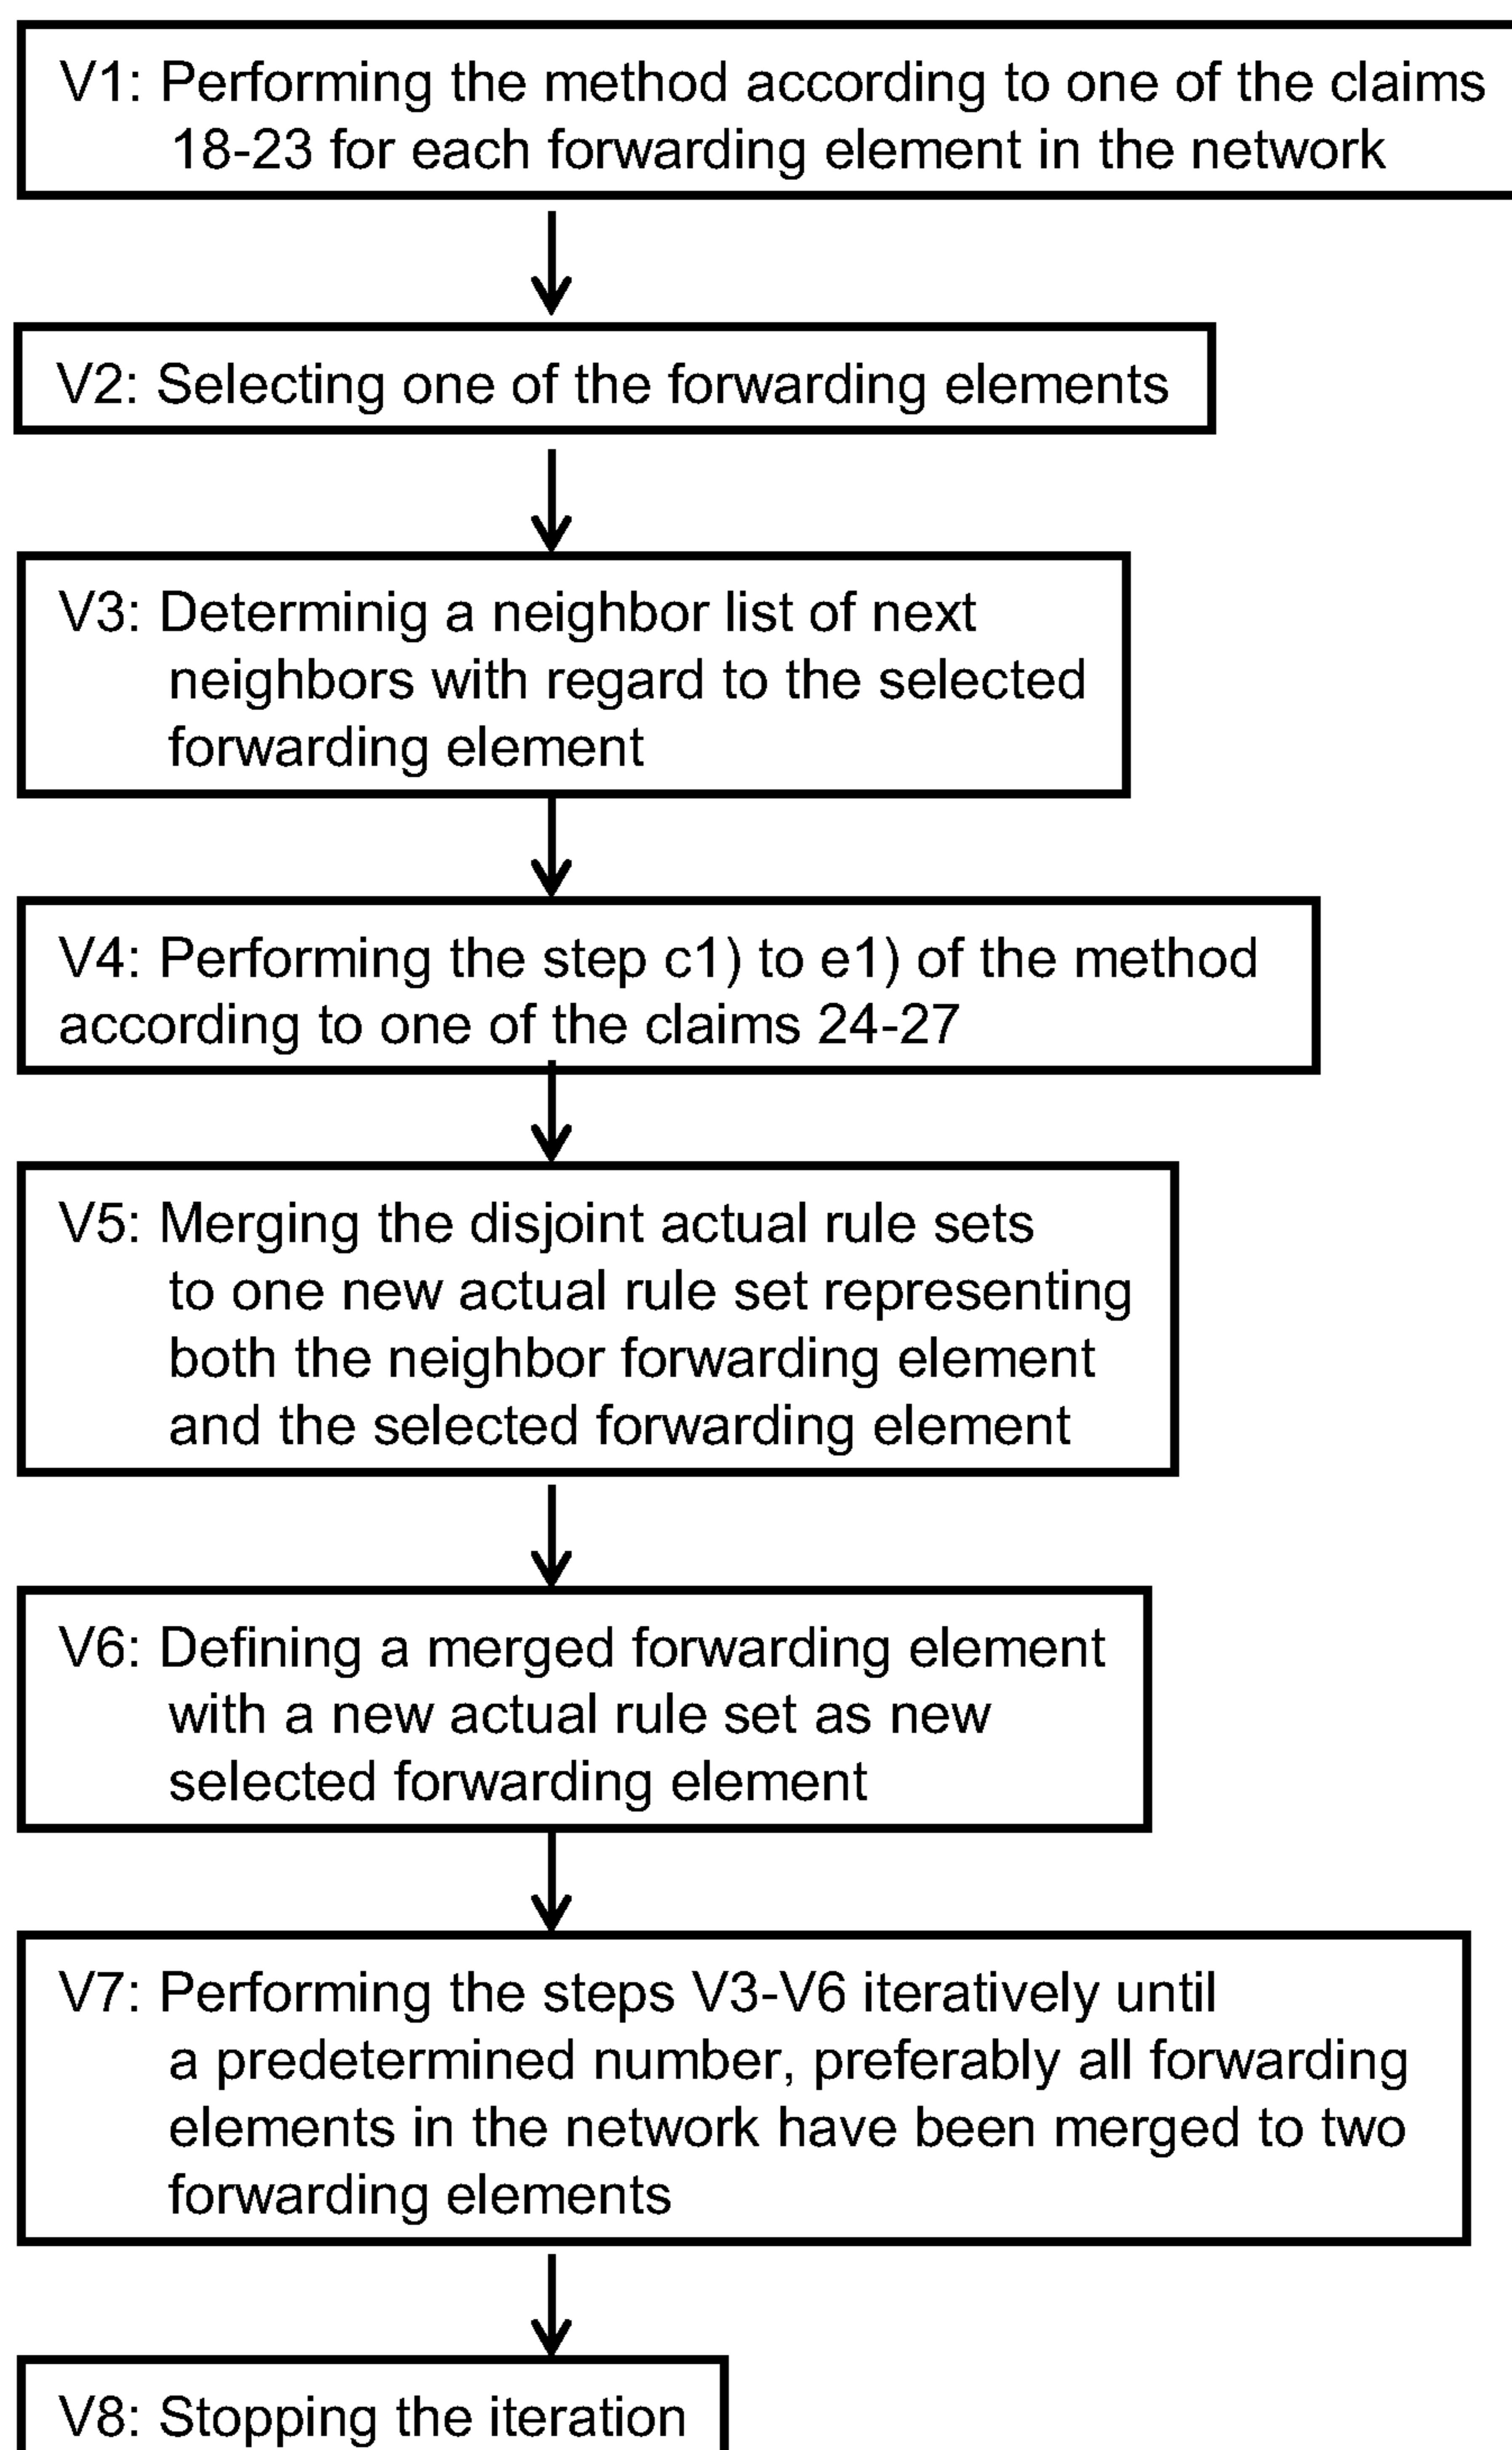 V1: Performing the method according to one of the claims
18-23 for each forwarding element in the network
V2: Selecting one of the forwarding elements
V3: Determinig a neighbor list of next
neighbors with regard to the selected
forwarding element
V4: Performing the step c1) to e1) of the method
according to one of the claims 24-27
V5: Merging the disjoint actual rule sets
to one new actual rule set representing
both the neighbor forwarding element
and the selected forwarding element
V6: Defining a merged forwarding element
with a new actual rule set as new
selected forwarding element
V7: Performing the steps V3-V6 iteratively until
a predetermined number, preferably all forwarding
elements in the network have been merged to two
forwarding elements
V8: Stopping the iteration